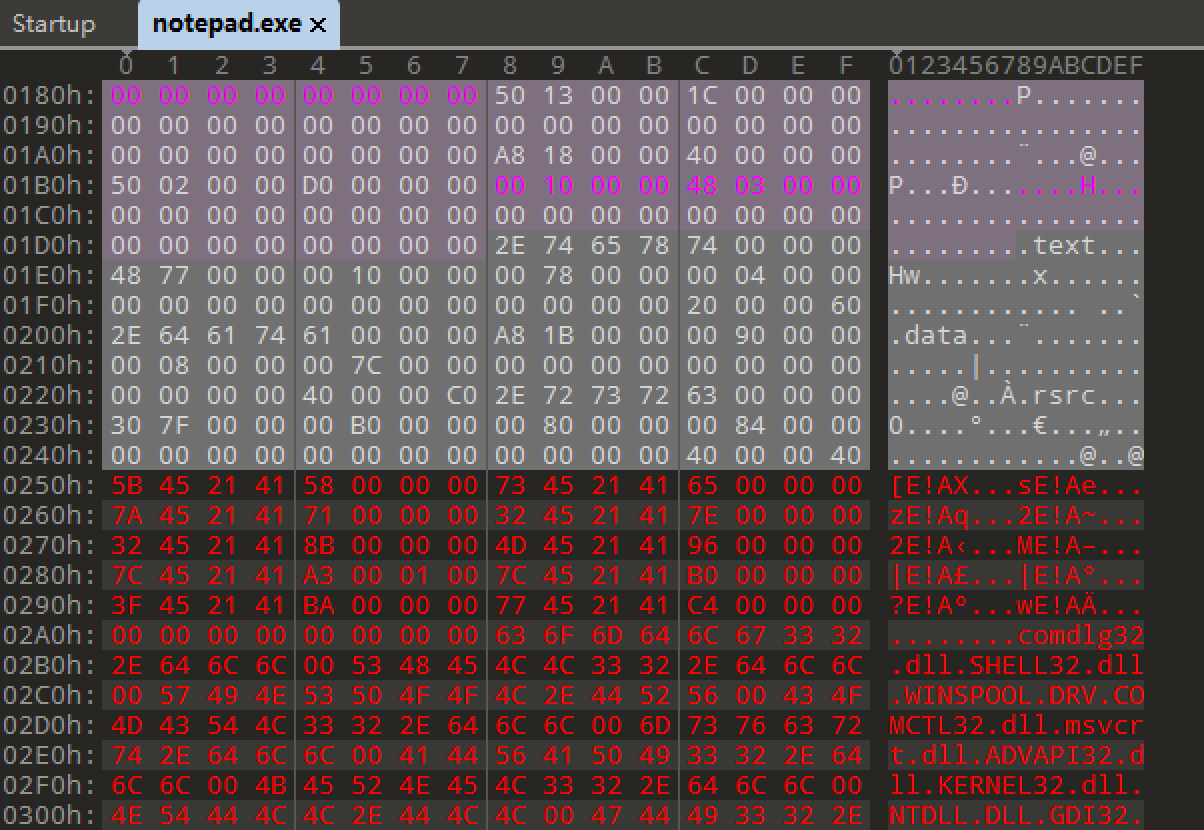 Startup notepad.exe ×
0 1 2 3 4 5 6 7 8 9 A B C D E F 0123456789ABCDEF
0180h: 00 00 00 00 00 00 00 00 50 13 00 00 1C 00 00 00 ........P.......
0190h: 00 00 00 00 00 00 00 00 00 00 00 00 00 00 00 00 ................
01A0h: 00 00 00 00 00 00 00 00 A8 18 00 00 40 00 00 00 ........¨...@...
01B0h: 50 02 00 00 D0 00 00 00 00 10 00 00 48 03 00 00 P...Ð.......H...
01C0h: 00 00 00 00 00 00 00 00 00 00 00 00 00 00 00 00 ................
01D0h: 00 00 00 00 00 00 00 00 2E 74 65 78 74 00 00 00 .........text...
01E0h: 48 77 00 00 00 10 00 00 00 78 00 00 00 04 00 00 Hw.......x......
01F0h: 00 00 00 00 00 00 00 00 00 00 00 00 20 00 00 60 ............ ..`
0200h: 2E 64 61 74 61 00 00 00 A8 1B 00 00 00 90 00 00 .data...¨.......
0210h: 00 08 00 00 00 7C 00 00 00 00 00 00 00 00 00 00 .....|..........
0220h: 00 00 00 00 40 00 00 C0 2E 72 73 72 63 00 00 00 ....@..À.rsrc...
0230h: 30 7F 00 00 00 B0 00 00 00 80 00 00 00 84 00 00 0....°...€...„..
0240h: 00 00 00 00 00 00 00 00 00 00 00 00 40 00 00 40 ............@..@
0250h: 5B 45 21 41 58 00 00 00 73 45 21 41 65 00 00 00 [E!AX...sE!Ae...
0260h: 7A 45 21 41 71 00 00 00 32 45 21 41 7E 00 00 00 zE!Aq...2E!A~...
0270h: 32 45 21 41 8B 00 00 00 4D 45 21 41 96 00 00 00 2E!A‹...ME!A–...
0280h: 7C 45 21 41 A3 00 01 00 7C 45 21 41 B0 00 00 00 |E!A£...|E!A°...
0290h: 3F 45 21 41 BA 00 00 00 77 45 21 41 C4 00 00 00 ?E!Aº...wE!AÄ...
02A0h: 00 00 00 00 00 00 00 00 63 6F 6D 64 6C 67 33 32 ........comdlg32
02B0h: 2E 64 6C 6C 00 53 48 45 4C 4C 33 32 2E 64 6C 6C .dll.SHELL32.dll
02C0h: 00 57 49 4E 53 50 4F 4F 4C 2E 44 52 56 00 43 4F .WINSPOOL.DRV.CO
02D0h: 4D 43 54 4C 33 32 2E 64 6C 6C 00 6D 73 76 63 72 MCTL32.dll.msvcr
02E0h: 74 2E 64 6C 6C 00 41 44 56 41 50 49 33 32 2E 64 t.dll.ADVAPI32.d
02F0h: 6C 6C 00 4B 45 52 4E 45 4C 33 32 2E 64 6C 6C 00 ll.KERNEL32.dll.
0300h: 4E 54 44 4C 4C 2E 44 4C 4C 00 47 44 49 33 32 2E NTDLL.DLL.GDI32.